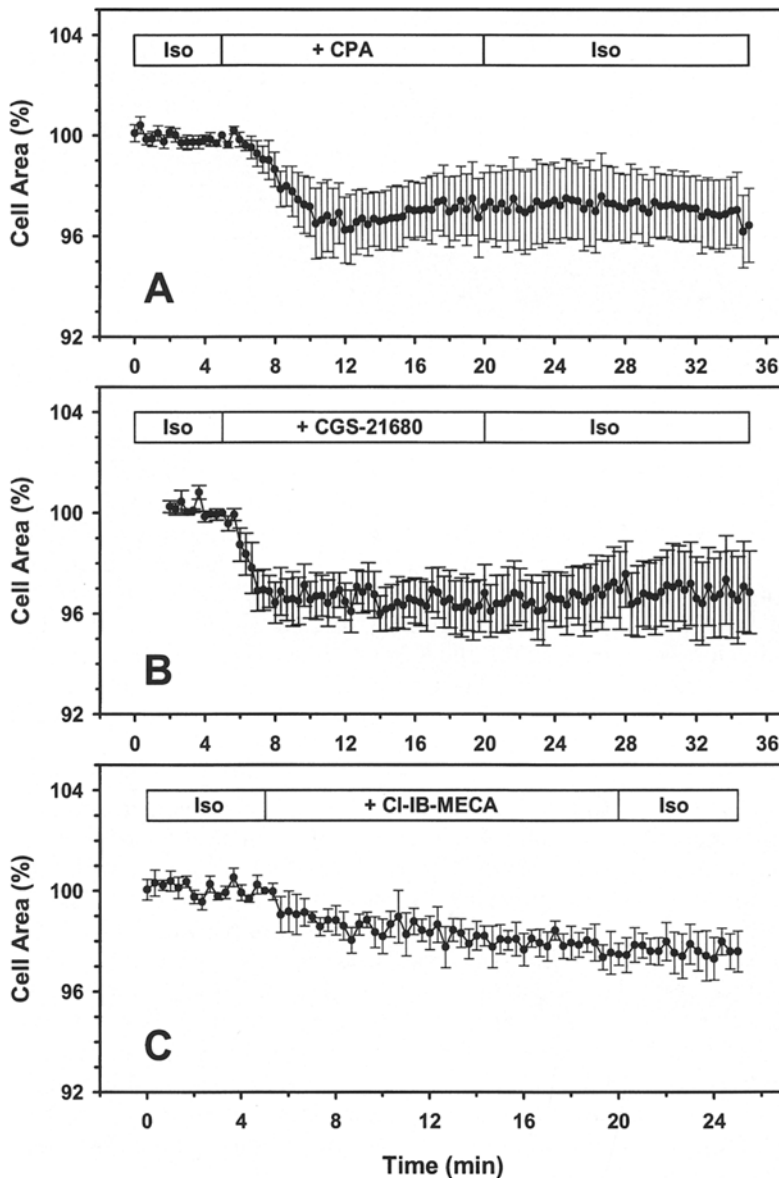 104
Iso
+ CPA
Iso
100
96
92
Cell Area (%)
A
0 4 8 12 16 20 24 28 32 36
104
Iso
+ CGS-21680
Iso
100
96
92
Cell Area (%)
B
0 4 8 12 16 20 24 28 32 36
104
Iso
+ Cl-IB-MECA
Iso
100
96
92
Cell Area (%)
C
0 4 8 12 16 20 24
Time (min)